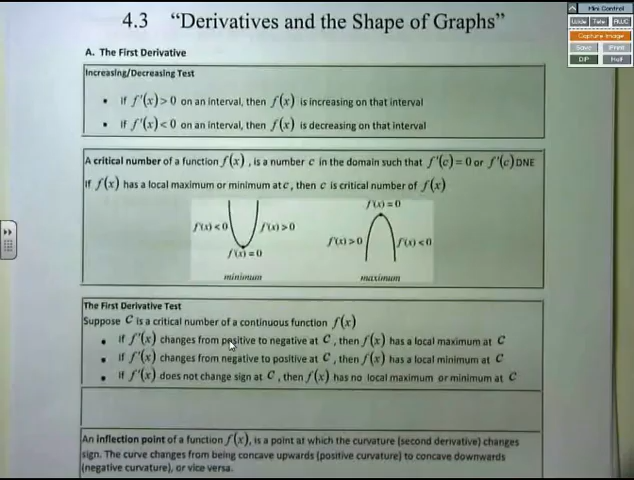 4.3 "Derivatives and the Shape of Graphs"
A. The First Derivative
Increasing/Decreasing Test
• If f'(x) > 0 on an interval, then f(x) is increasing on that interval
• If f'(x) < 0 on an interval, then f(x) is decreasing on that interval
A critical number of a function f(x), is a number c in the domain such that f'(c) = 0 or f'(c) DNE
If f(x) has a local maximum or minimum at c, then c is critical number of f(x)
f'(x) < 0 f'(x) > 0
f'(x) = 0
minimum
f'(x) = 0
f'(x) > 0 f'(x) < 0
maximum
The First Derivative Test
Suppose C is a critical number of a continuous function f(x)
• If f'(x) changes from positive to negative at C, then f(x) has a local maximum at C
• If f'(x) changes from negative to positive at C, then f(x) has a local minimum at C
• If f'(x) does not change sign at C, then f(x) has no local maximum or minimum at C
An inflection point of a function f(x), is a point at which the curvature (second derivative) changes
sign. The curve changes from being concave upwards (positive curvature) to concave downwards
(negative curvature), or vice versa.
Mini Control
Wide Tele AWC
Capture Image
Save Print